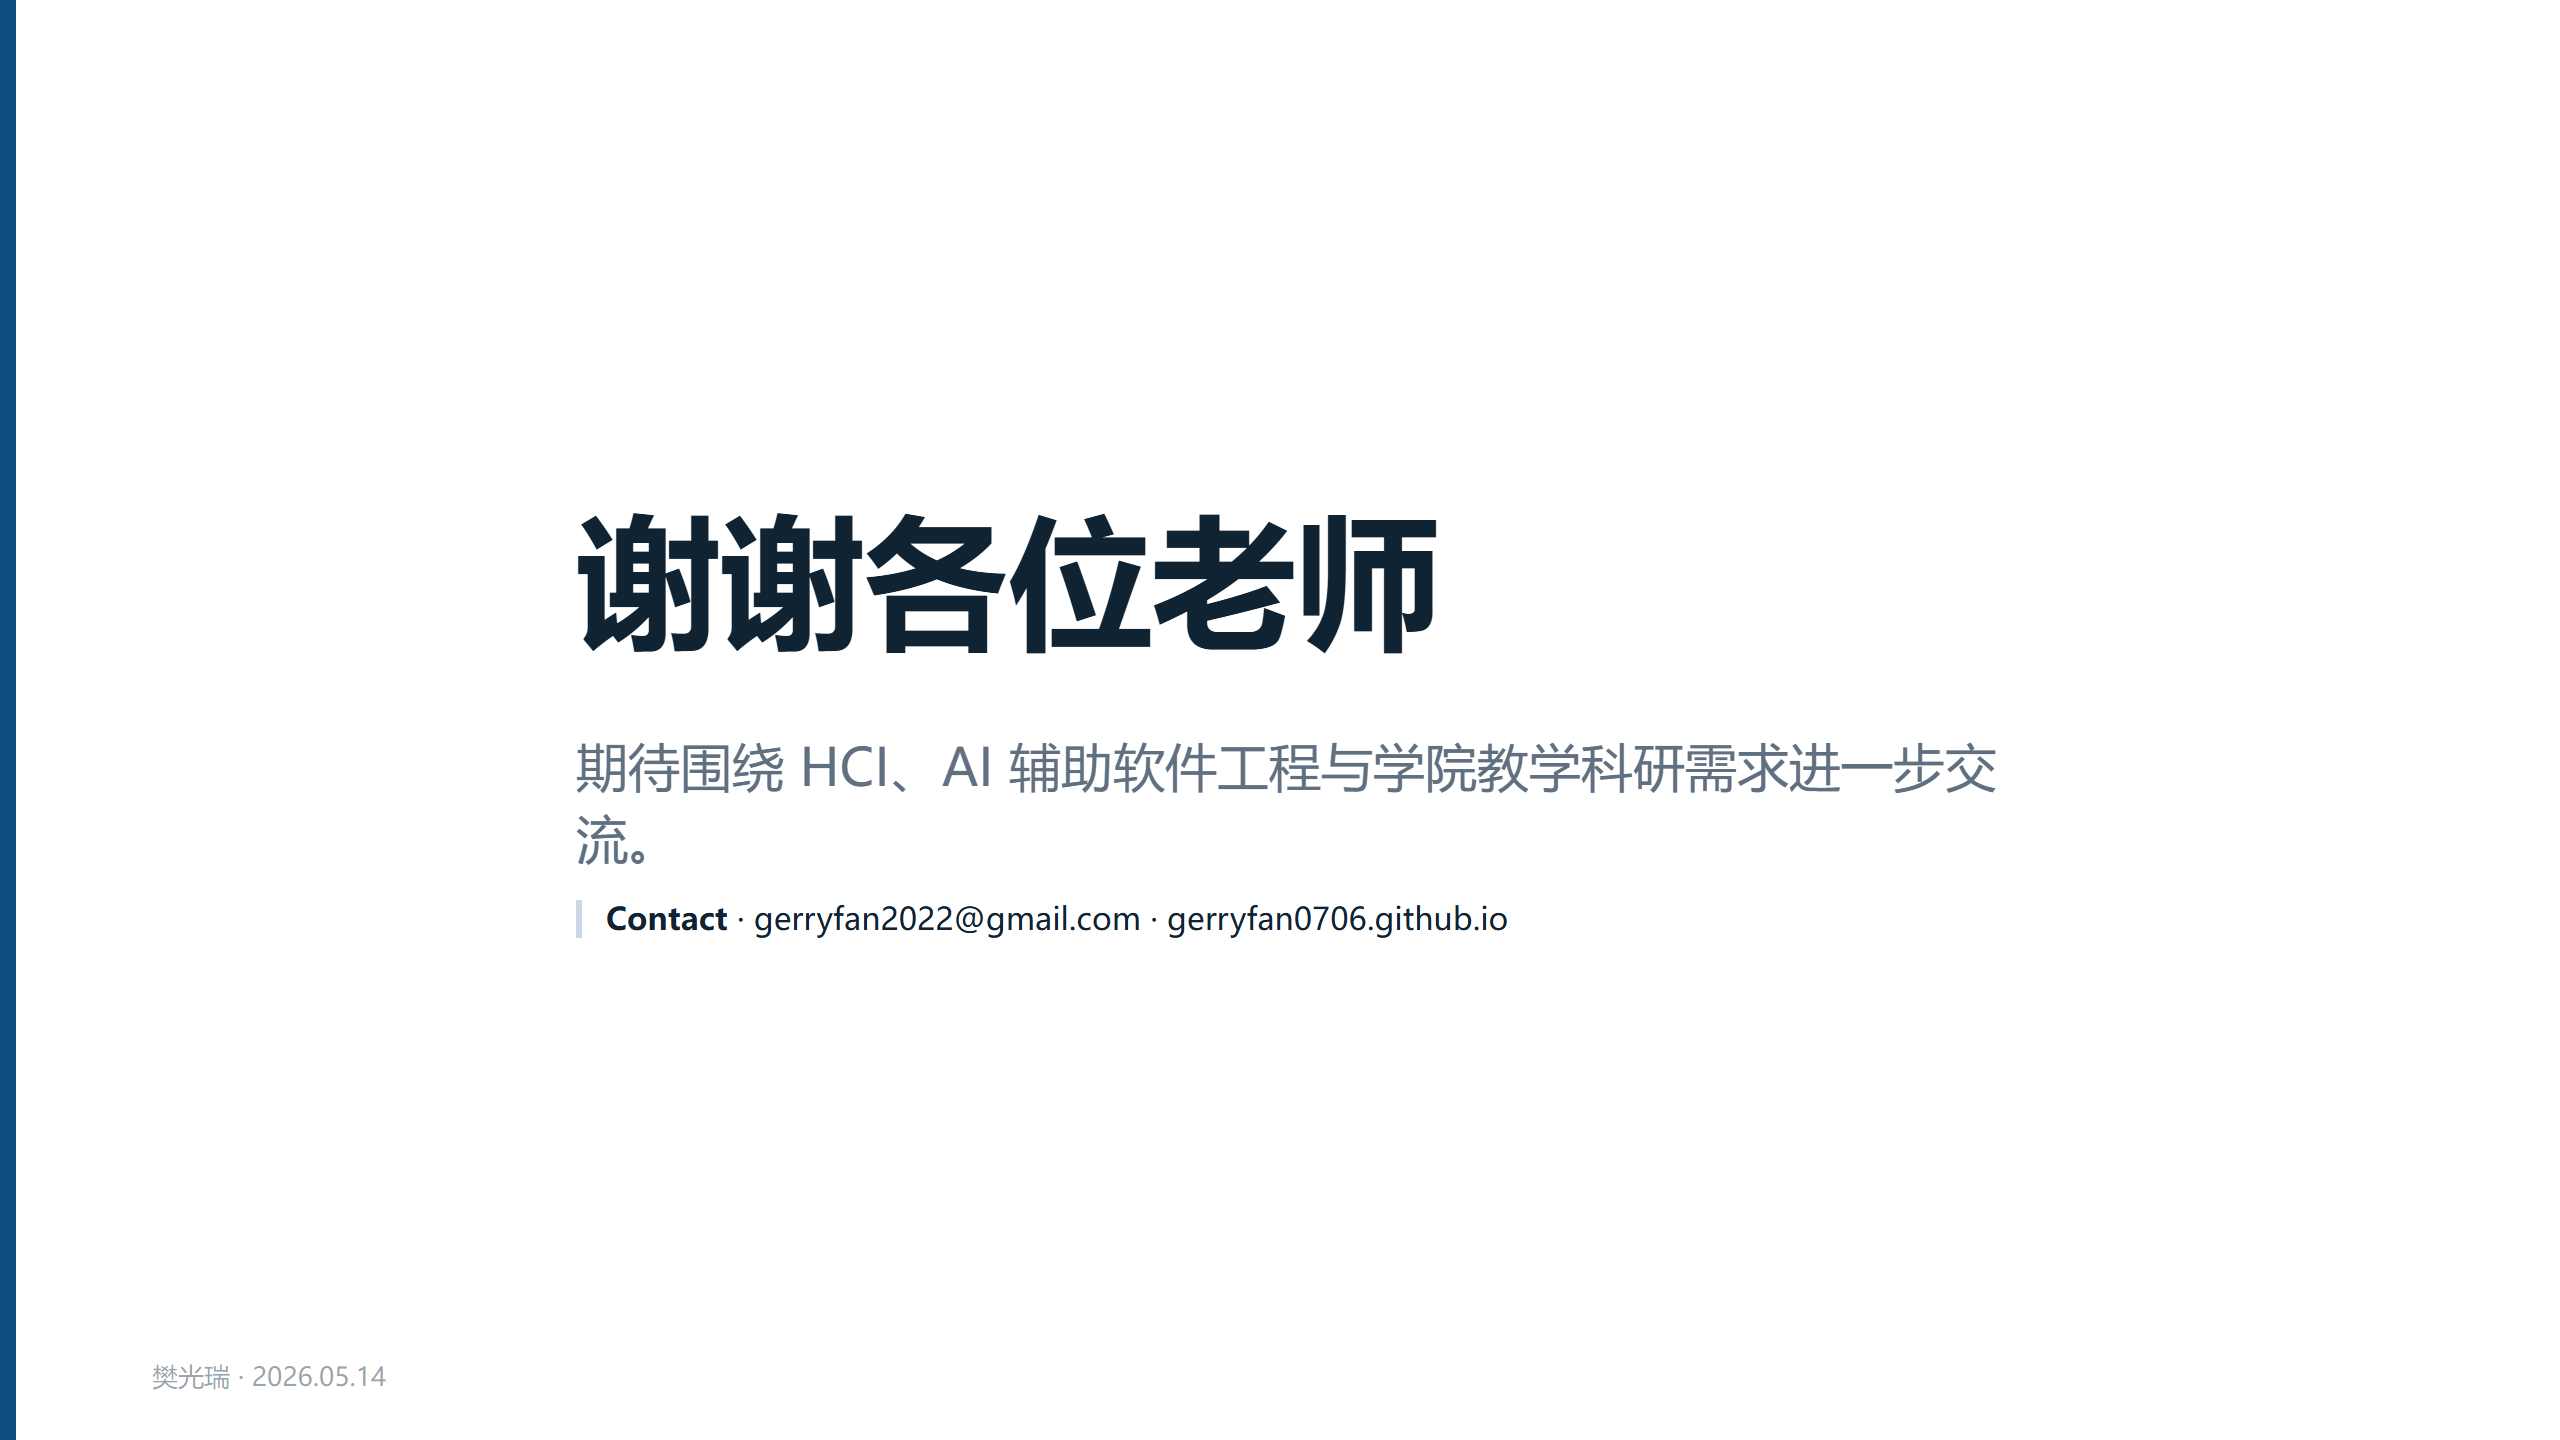 谢谢各位老师
期待围绕 HCI、AI 辅助软件工程与学院教学科研需求进一步交
流。
Contact · gerryfan2022@gmail.com · gerryfan0706.github.io
樊光瑞 · 2026.05.14